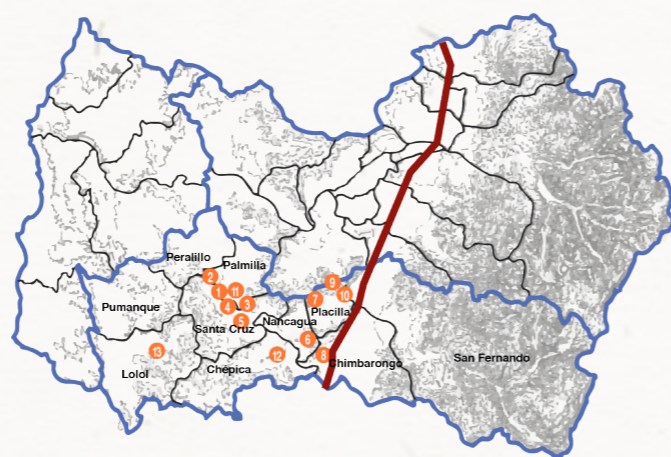 Peralillo
Palmilla
2
9
1
11
10
Pumanque
7
4
3
Placilla
Nancagua
5
Santa Cruz
6
13
12
8
Chimbarongo
San Fernando
Lolol
Chépica